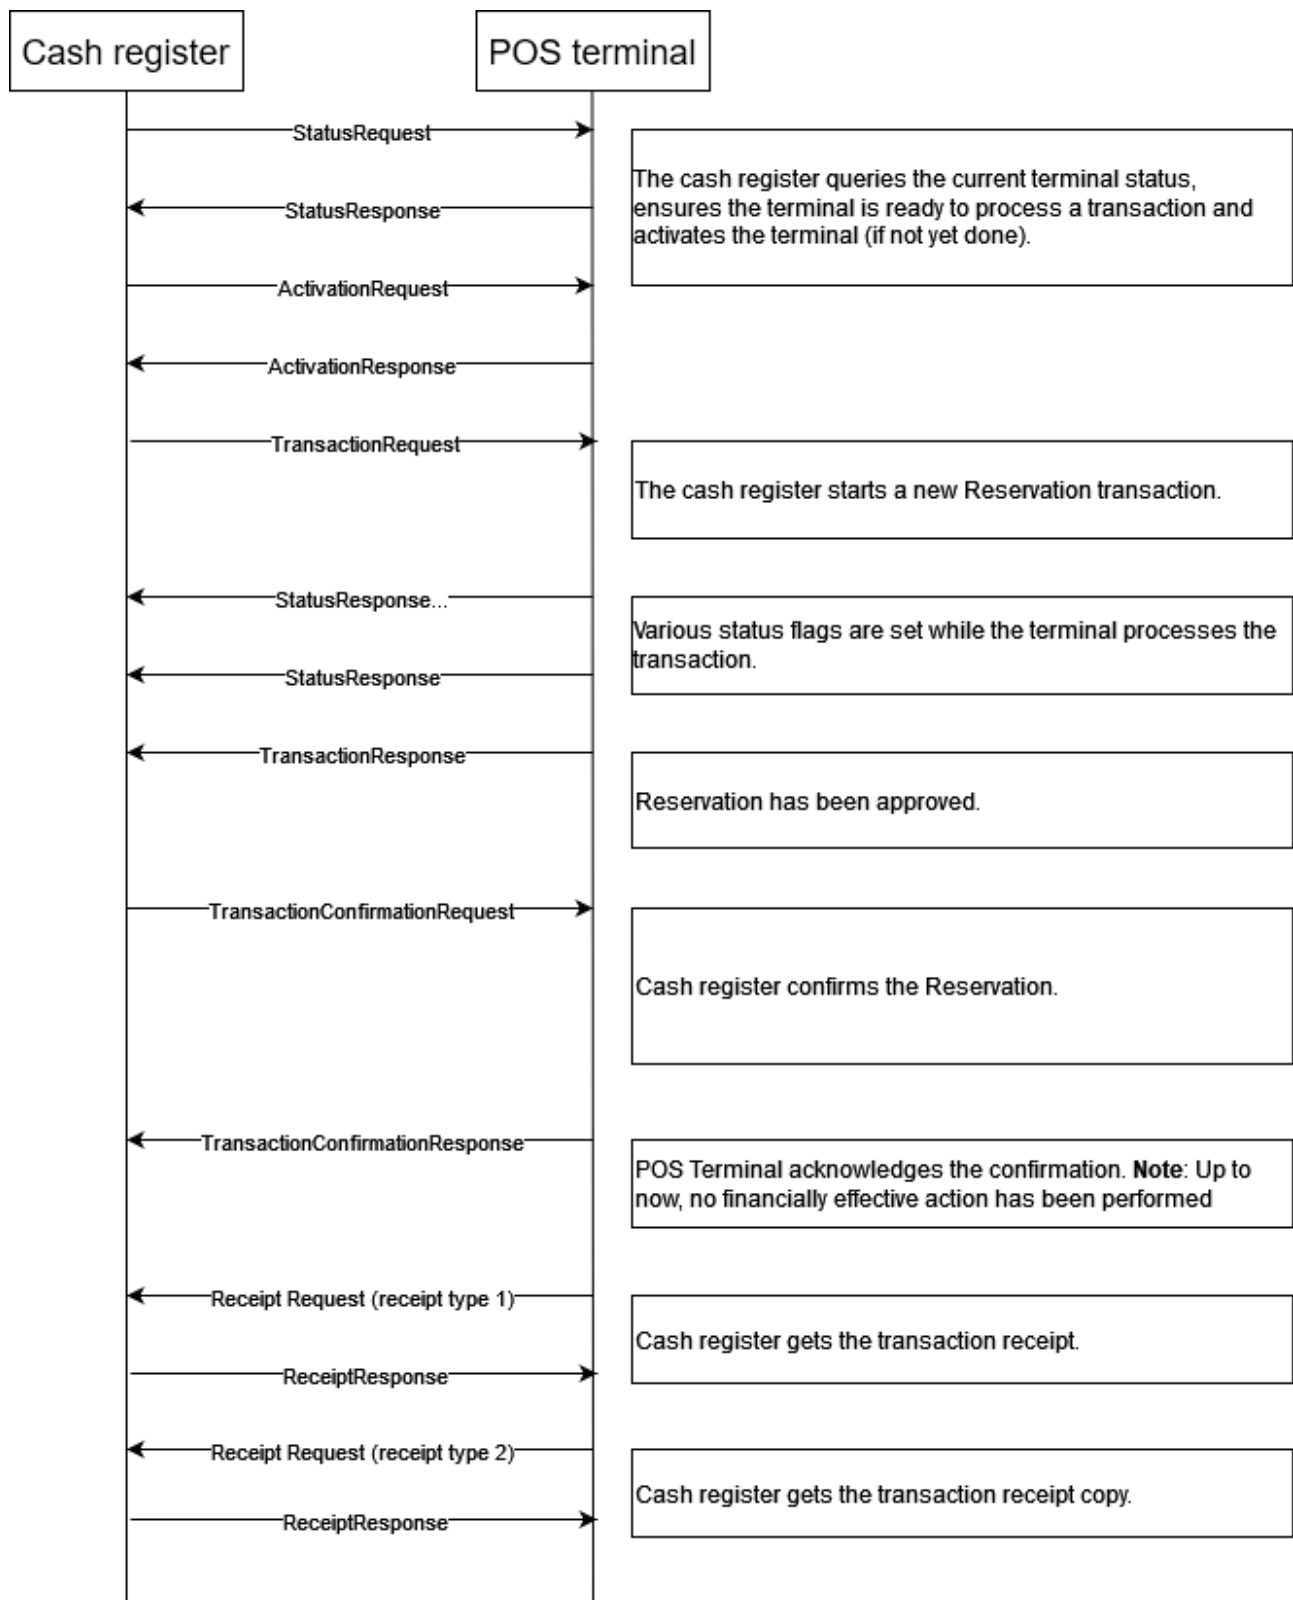 Cash register
POS terminal
StatusRequest
The cash register queries the current terminal status,
ensures the terminal is ready to process a transaction and
activates the terminal (if not yet done).
StatusResponse
ActivationRequest
ActivationResponse
TransactionRequest
The cash register starts a new Reservation transaction.
StatusResponse...
Various status flags are set while the terminal processes the
transaction.
StatusResponse
TransactionResponse
Reservation has been approved.
TransactionConfirmationRequest
Cash register confirms the Reservation.
TransactionConfirmationResponse
POS Terminal acknowledges the confirmation. Note: Up to
now, no financially effective action has been performed
Receipt Request (receipt type 1)
Cash register gets the transaction receipt.
ReceiptResponse
Receipt Request (receipt type 2)
Cash register gets the transaction receipt copy.
ReceiptResponse